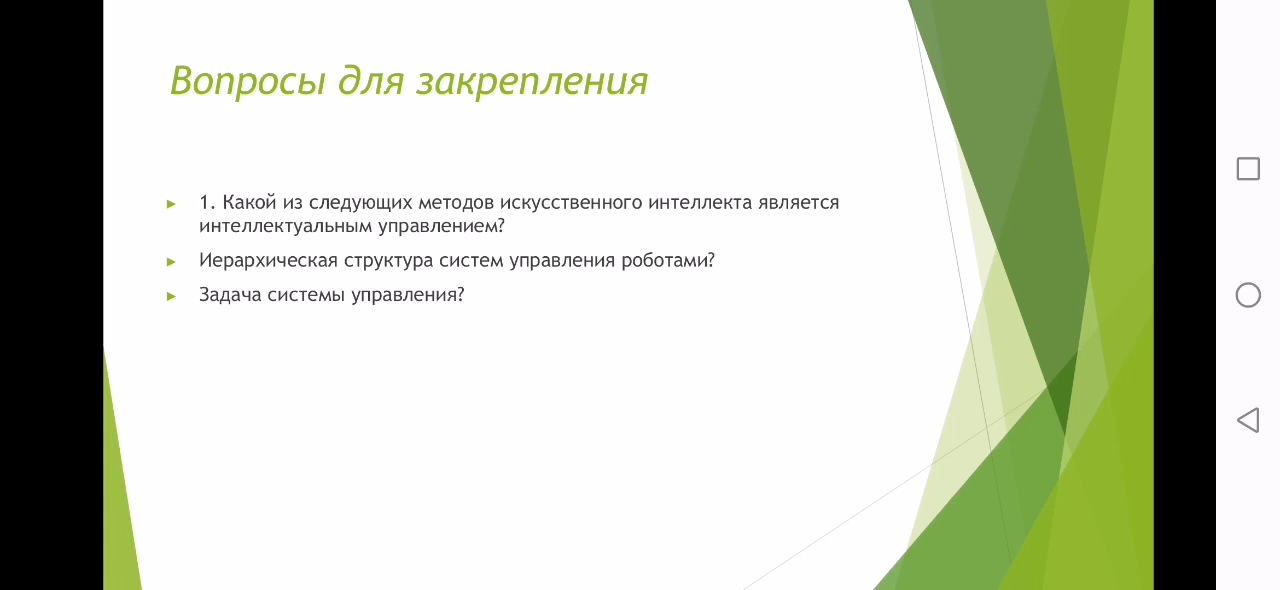 Вопросы для закрепления
1. Какой из следующих методов искусственного интеллекта является
интеллектуальным управлением?
Иерархическая структура систем управления роботами?
Задача системы управления?